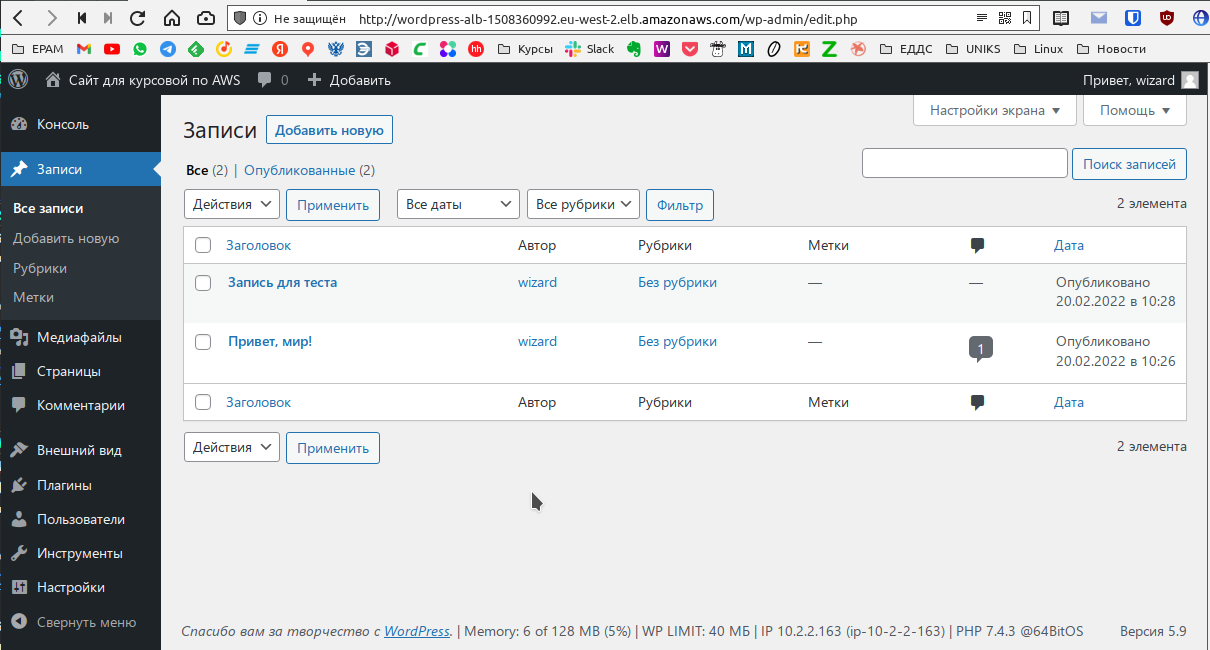 Не защищён http://wordpress-alb-1508360992.eu-west-2.elb.amazonaws.com/wp-admin/edit.php
EPAM Я Э hh Курсы Slack W M ЕДДС UNIKS Linux Новости
Сайт для курсовой по AWS 0 Добавить Привет, wizard
Консоль
Записи
Все записи
Добавить новую
Рубрики
Метки
Медиафайлы
Страницы
Комментарии
Внешний вид
Плагины
Пользователи
Инструменты
Настройки
Свернуть меню
Настройки экрана Помощь
Записи Добавить новую
Все (2) | Опубликованные (2) Поиск записей
Действия Применить Все даты Все рубрики Фильтр 2 элемента
Заголовок Автор Рубрики Метки Дата
Запись для теста wizard Без рубрики — — Опубликовано
20.02.2022 в 10:28
Привет, мир! wizard Без рубрики — 1 Опубликовано
20.02.2022 в 10:26
Заголовок Автор Рубрики Метки Дата
Действия Применить 2 элемента
Спасибо вам за творчество с WordPress. | Memory: 6 of 128 MB (5%) | WP LIMIT: 40 МБ | IP 10.2.2.163 (ip-10-2-2-163) | PHP 7.4.3 @64BitOS Версия 5.9